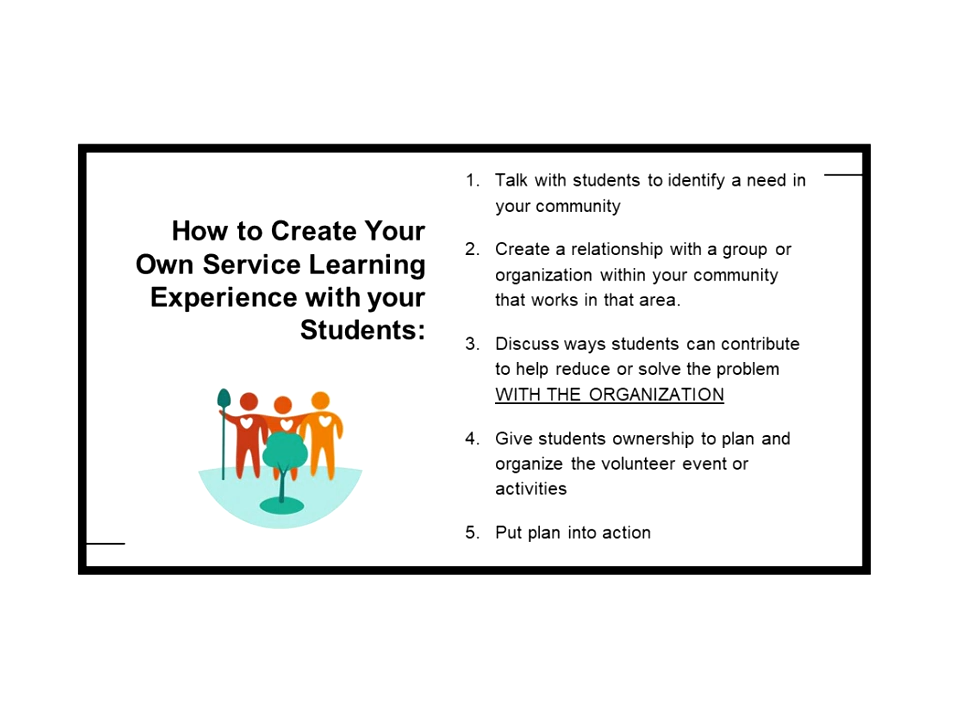 How to Create Your
Own Service Learning
Experience with your
Students:
1. Talk with students to identify a need in
your community
2. Create a relationship with a group or
organization within your community
that works in that area.
3. Discuss ways students can contribute
to help reduce or solve the problem
WITH THE ORGANIZATION
4. Give students ownership to plan and
organize the volunteer event or
activities
5. Put plan into action